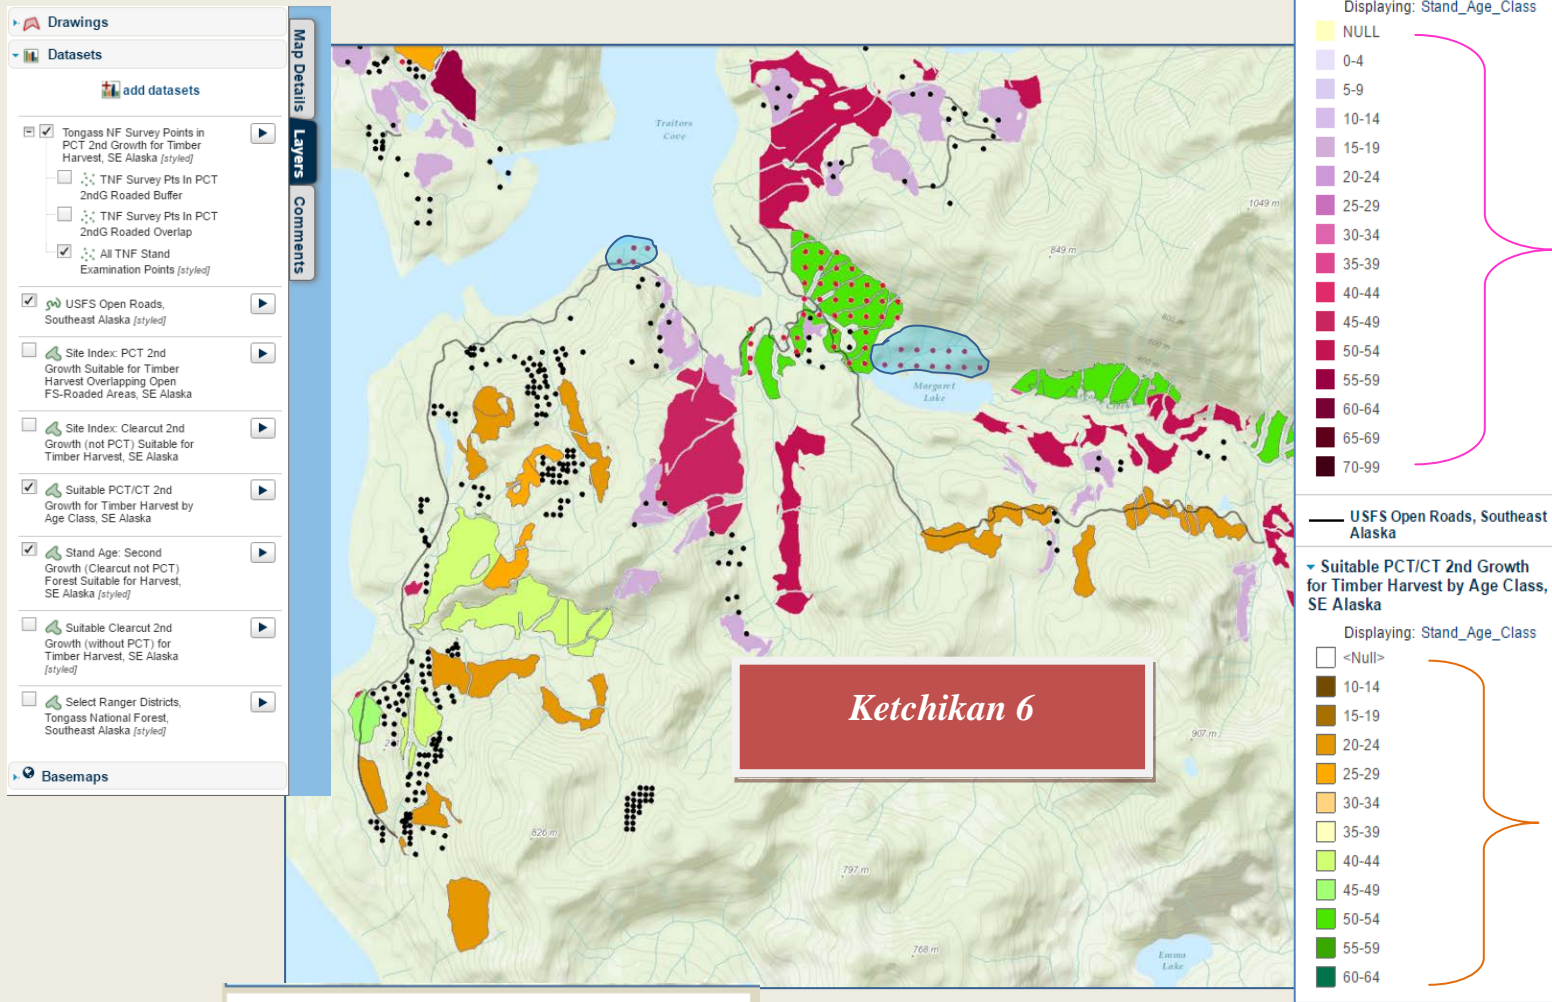 Drawings
Datasets
add datasets
Tongass NF Survey Points in
PCT 2nd Growth for Timber
Harvest, SE Alaska [styled]
TNF Survey Pts In PCT
2ndG Roaded Buffer
TNF Survey Pts In PCT
2ndG Roaded Overlap
All TNF Stand
Examination Points [styled]
USFS Open Roads,
Southeast Alaska [styled]
Site Index: PCT 2nd
Growth Suitable for Timber
Harvest Overlapping Open
FS-Roaded Areas, SE Alaska
Site Index: Clearcut 2nd
Growth (not PCT) Suitable for
Timber Harvest, SE Alaska
Suitable PCT/CT 2nd
Growth for Timber Harvest by
Age Class, SE Alaska
Stand Age: Second
Growth (Clearcut not PCT)
Forest Suitable for Harvest,
SE Alaska [styled]
Suitable Clearcut 2nd
Growth (without PCT) for
Timber Harvest, SE Alaska
[styled]
Select Ranger Districts,
Tongass National Forest,
Southeast Alaska [styled]
Basemaps
Map Details
Layers
Comments
Traitors
Cove
1049 m
849 m
800 m
600 m
Margaret
Lake
Creek
Ketchikan 6
907 m
826 m
797 m
768 m
Emma
Lake
Displaying: Stand_Age_Class
NULL
0-4
5-9
10-14
15-19
20-24
25-29
30-34
35-39
40-44
45-49
50-54
55-59
60-64
65-69
70-99
USFS Open Roads, Southeast
Alaska
Suitable PCT/CT 2nd Growth
for Timber Harvest by Age Class,
SE Alaska
Displaying: Stand_Age_Class
<Null>
10-14
15-19
20-24
25-29
30-34
35-39
40-44
45-49
50-54
55-59
60-64